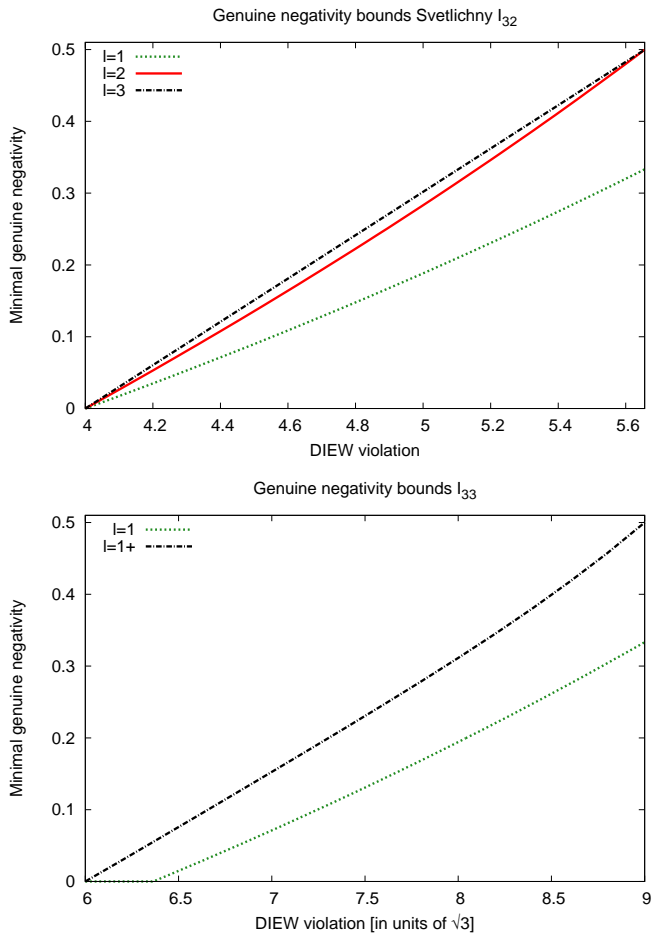 Genuine negativity bounds Svetlichny I32
l=1
l=2
l=3
0.5
0.4
0.3
0.2
0.1
0
Minimal genuine negativity
4 4.2 4.4 4.6 4.8 5 5.2 5.4 5.6
DIEW violation
Genuine negativity bounds I33
l=1
l=1+
0.5
0.4
0.3
0.2
0.1
0
Minimal genuine negativity
6 6.5 7 7.5 8 8.5 9
DIEW violation [in units of √3]